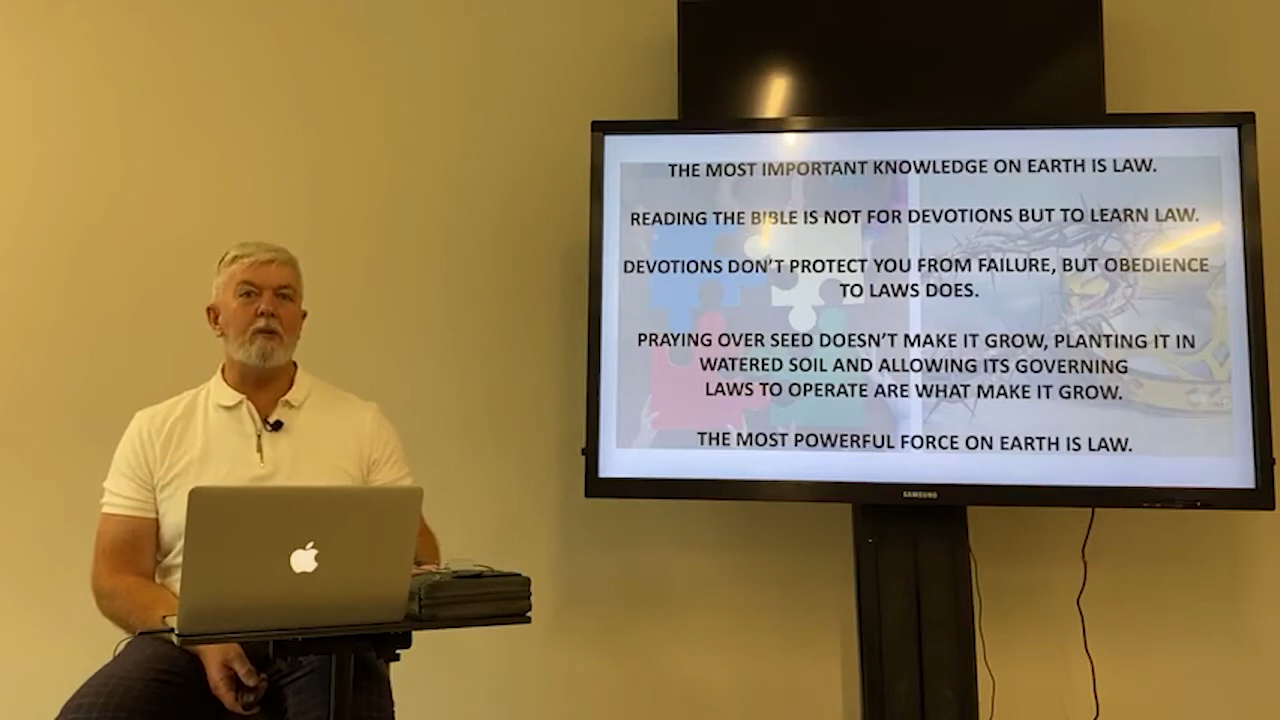 THE MOST IMPORTANT KNOWLEDGE ON EARTH IS LAW.
READING THE BIBLE IS NOT FOR DEVOTIONS BUT TO LEARN LAW.
DEVOTIONS DON'T PROTECT YOU FROM FAILURE, BUT OBEDIENCE
TO LAWS DOES.
PRAYING OVER SEED DOESN'T MAKE IT GROW, PLANTING IT IN
WATERED SOIL AND ALLOWING ITS GOVERNING
LAWS TO OPERATE ARE WHAT MAKE IT GROW.
THE MOST POWERFUL FORCE ON EARTH IS LAW.
SAMSUNG